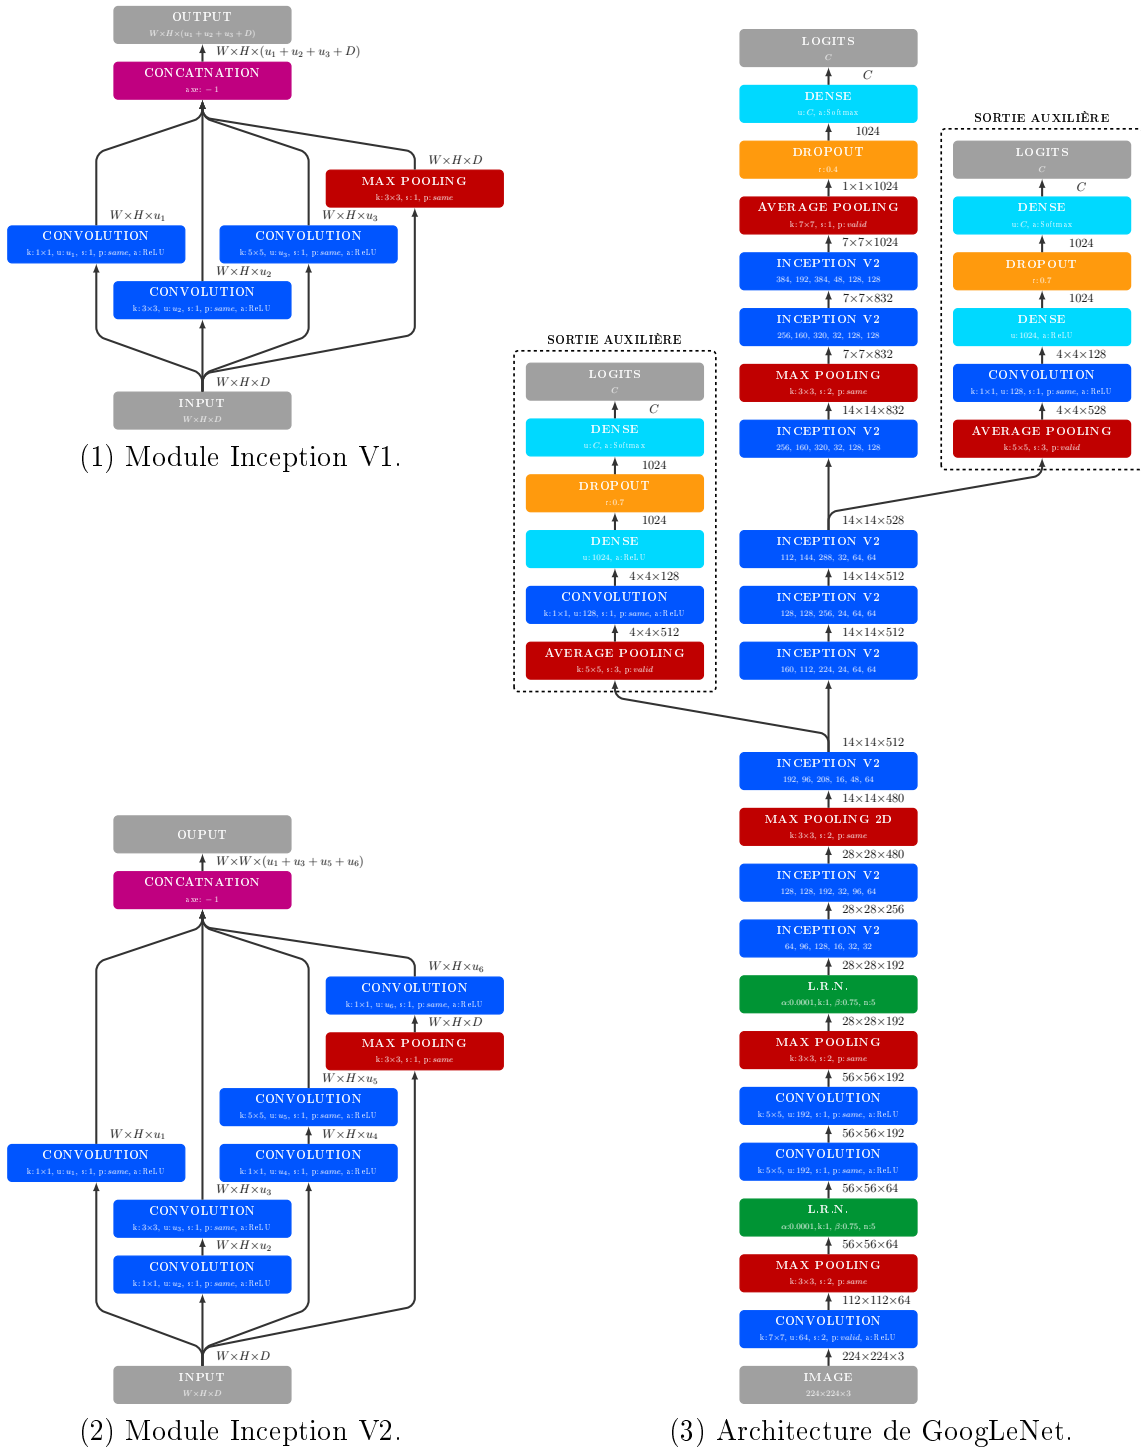 OUTPUT
W×H×(u₁ + u₂ + u₃ + D)
W×H×(u₁ + u₂ + u₃ + D)
CONCATNATION
axe: −1
W×H×D
MAX POOLING
k:3×3, s:1, p:same
W×H×u₁
W×H×u₃
CONVOLUTION
k:1×1, u:u₁, s:1, p:same, a:ReLU
CONVOLUTION
k:5×5, u:u₃, s:1, p:same, a:ReLU
W×H×u₂
CONVOLUTION
k:3×3, u:u₂, s:1, p:same, a:ReLU
W×H×D
INPUT
W×H×D
(1) Module Inception V1.
OUPUT
W×W×(u₁ + u₃ + u₅ + u₆)
CONCATNATION
axe: −1
W×H×u₆
CONVOLUTION
k:1×1, u:u₆, s:1, p:same, a:ReLU
W×H×D
MAX POOLING
k:3×3, s:1, p:same
W×H×u₅
CONVOLUTION
k:5×5, u:u₅, s:1, p:same, a:ReLU
W×H×u₁
W×H×u₄
CONVOLUTION
k:1×1, u:u₁, s:1, p:same, a:ReLU
CONVOLUTION
k:1×1, u:u₄, s:1, p:same, a:ReLU
W×H×u₃
CONVOLUTION
k:3×3, u:u₃, s:1, p:same, a:ReLU
W×H×u₂
CONVOLUTION
k:1×1, u:u₂, s:1, p:same, a:ReLU
W×H×D
INPUT
W×H×D
(2) Module Inception V2.
LOGITS
C
C
DENSE
u:C, a:Softmax
1024
DROPOUT
r:0.4
1×1×1024
AVERAGE POOLING
k:7×7, s:1, p:valid
7×7×1024
INCEPTION V2
384, 192, 384, 48, 128, 128
7×7×832
INCEPTION V2
256,160, 320, 32, 128, 128
7×7×832
MAX POOLING
k:3×3, s:2, p:same
14×14×832
INCEPTION V2
256, 160, 320, 32, 128, 128
SORTIE AUXILIÈRE
LOGITS
C
C
DENSE
u:C, a:Softmax
1024
DROPOUT
r:0.7
1024
DENSE
u:1024, a:ReLU
4×4×128
CONVOLUTION
k:1×1, u:128, s:1, p:same, a:ReLU
4×4×528
AVERAGE POOLING
k:5×5, s:3, p:valid
14×14×528
INCEPTION V2
112, 144, 288, 32, 64, 64
14×14×512
INCEPTION V2
128, 128, 256, 24, 64, 64
14×14×512
INCEPTION V2
160, 112, 224, 24, 64, 64
SORTIE AUXILIÈRE
LOGITS
C
C
DENSE
u:C, a:Softmax
1024
DROPOUT
r:0.7
1024
DENSE
u:1024, a:ReLU
4×4×128
CONVOLUTION
k:1×1, u:128, s:1, p:same, a:ReLU
4×4×512
AVERAGE POOLING
k:5×5, s:3, p:valid
14×14×512
INCEPTION V2
192, 96, 208, 16, 48, 64
14×14×480
MAX POOLING 2D
k:3×3, s:2, p:same
28×28×480
INCEPTION V2
128, 128, 192, 32, 96, 64
28×28×256
INCEPTION V2
64, 96, 128, 16, 32, 32
28×28×192
L.R.N.
α:0.0001, k:1, β:0.75, n:5
28×28×192
MAX POOLING
k:3×3, s:2, p:same
56×56×192
CONVOLUTION
k:5×5, u:192, s:1, p:same, a:ReLU
56×56×192
CONVOLUTION
k:5×5, u:192, s:1, p:same, a:ReLU
56×56×64
L.R.N.
α:0.0001, k:1, β:0.75, n:5
56×56×64
MAX POOLING
k:3×3, s:2, p:same
112×112×64
CONVOLUTION
k:7×7, u:64, s:2, p:valid, a:ReLU
224×224×3
IMAGE
224×224×3
(3) Architecture de GoogLeNet.